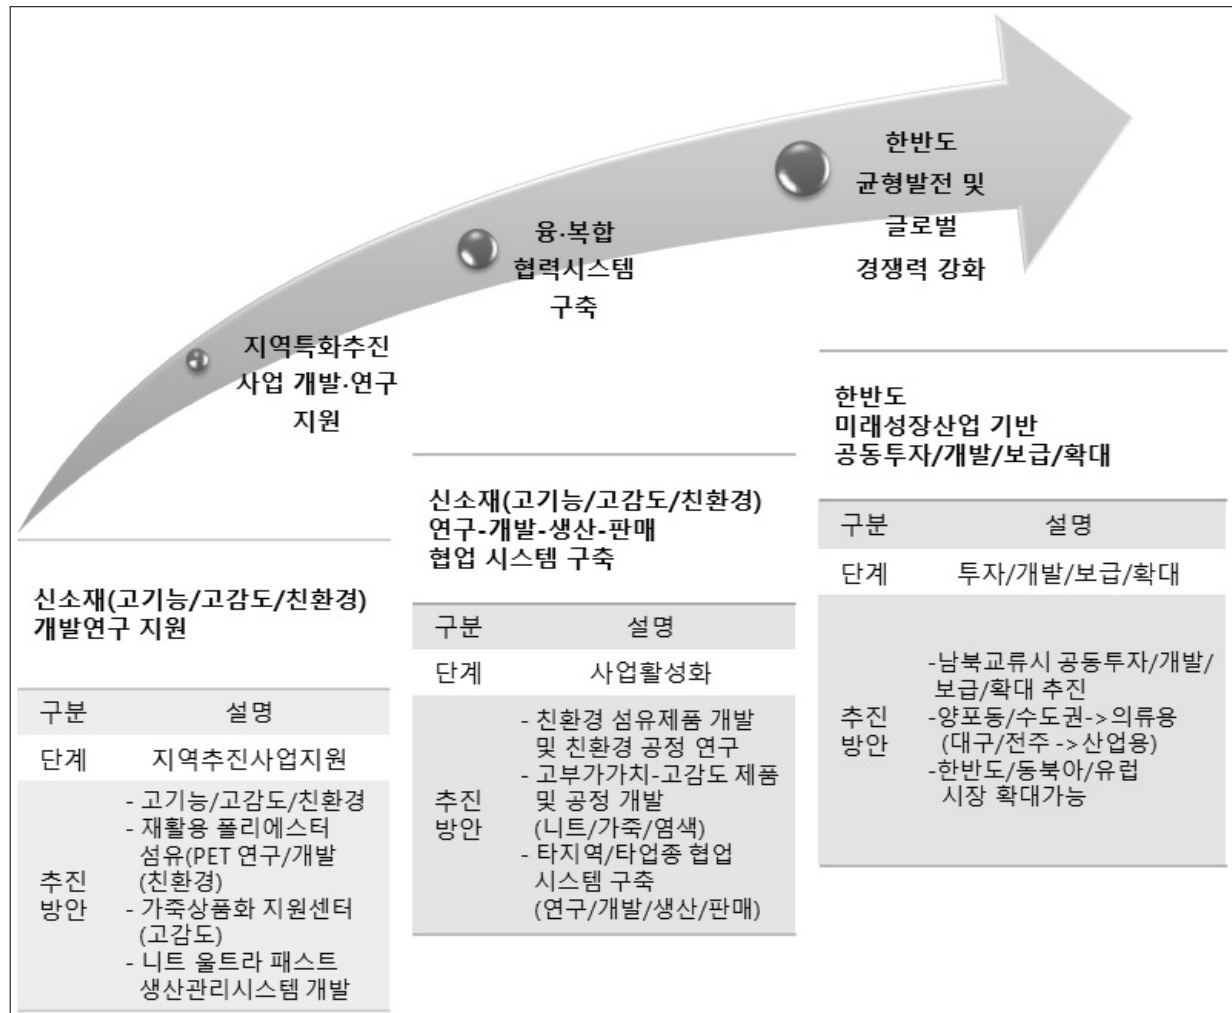 한반도
균형발전 및
글로벌
경쟁력 강화
융·복합
협력시스템
구축
지역특화추진
사업 개발·연구
지원
신소재(고기능/고감도/친환경)
개발연구 지원
구분 설명
단계 지역추진사업지원
추진
방안
- 고기능/고감도/친환경
- 재활용 폴리에스터
섬유(PET 연구/개발
(친환경)
- 가죽상품화 지원센터
(고감도)
- 니트 울트라 패스트
생산관리시스템 개발
신소재(고기능/고감도/친환경)
연구-개발-생산-판매
협업 시스템 구축
구분 설명
단계 사업활성화
추진
방안
- 친환경 섬유제품 개발
및 친환경 공정 연구
- 고부가가치-고감도 제품
및 공정 개발
(니트/가죽/염색)
- 타지역/타업종 협업
시스템 구축
(연구/개발/생산/판매)
한반도
미래성장산업 기반
공동투자/개발/보급/확대
구분 설명
단계 투자/개발/보급/확대
추진
방안
-남북교류시 공동투자/개발/
보급/확대 추진
-양포동/수도권->의류용
(대구/전주 ->산업용)
-한반도/동북아/유럽
시장 확대가능